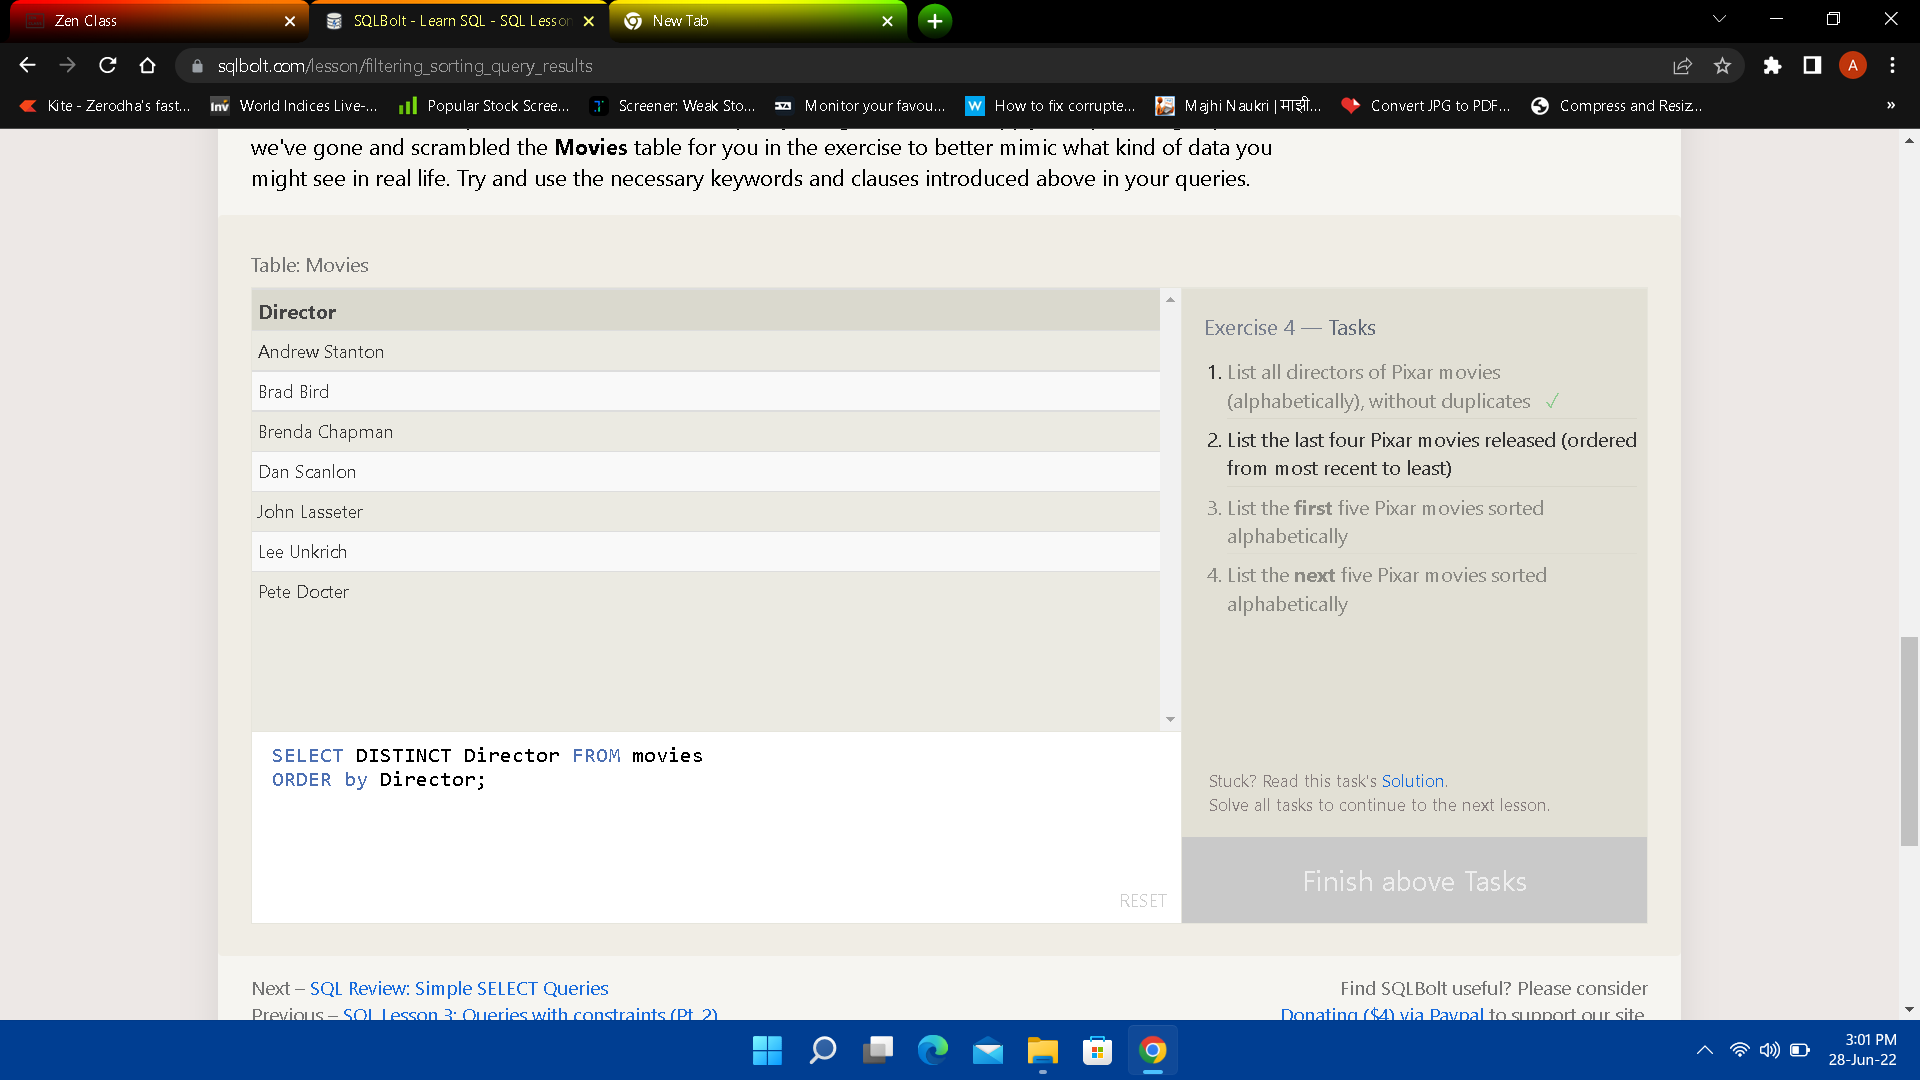 Zen Class
SQLBolt - Learn SQL - SQL Lesson
New Tab
sqlbolt.com/lesson/filtering_sorting_query_results
A
Kite - Zerodha's fast...
World Indices Live-...
Popular Stock Scree...
Screener: Weak Sto...
Monitor your favou...
How to fix corrupte...
Majhi Naukri | माझी...
Convert JPG to PDF...
Compress and Resiz...
»
we've gone and scrambled the Movies table for you in the exercise to better mimic what kind of data you
might see in real life. Try and use the necessary keywords and clauses introduced above in your queries.
Table: Movies
Director
Andrew Stanton
Brad Bird
Brenda Chapman
Dan Scanlon
John Lasseter
Lee Unkrich
Pete Docter
SELECT DISTINCT Director FROM movies
ORDER by Director;
RESET
Exercise 4 — Tasks
1. List all directors of Pixar movies
(alphabetically), without duplicates ✓
2. List the last four Pixar movies released (ordered
from most recent to least)
3. List the first five Pixar movies sorted
alphabetically
4. List the next five Pixar movies sorted
alphabetically
Stuck? Read this task's Solution.
Solve all tasks to continue to the next lesson.
Finish above Tasks
Next – SQL Review: Simple SELECT Queries
Previous – SQL Lesson 3: Queries with constraints (Pt. 2)
Find SQLBolt useful? Please consider
Donating ($4) via Paypal to support our site.
3:01 PM
28-Jun-22